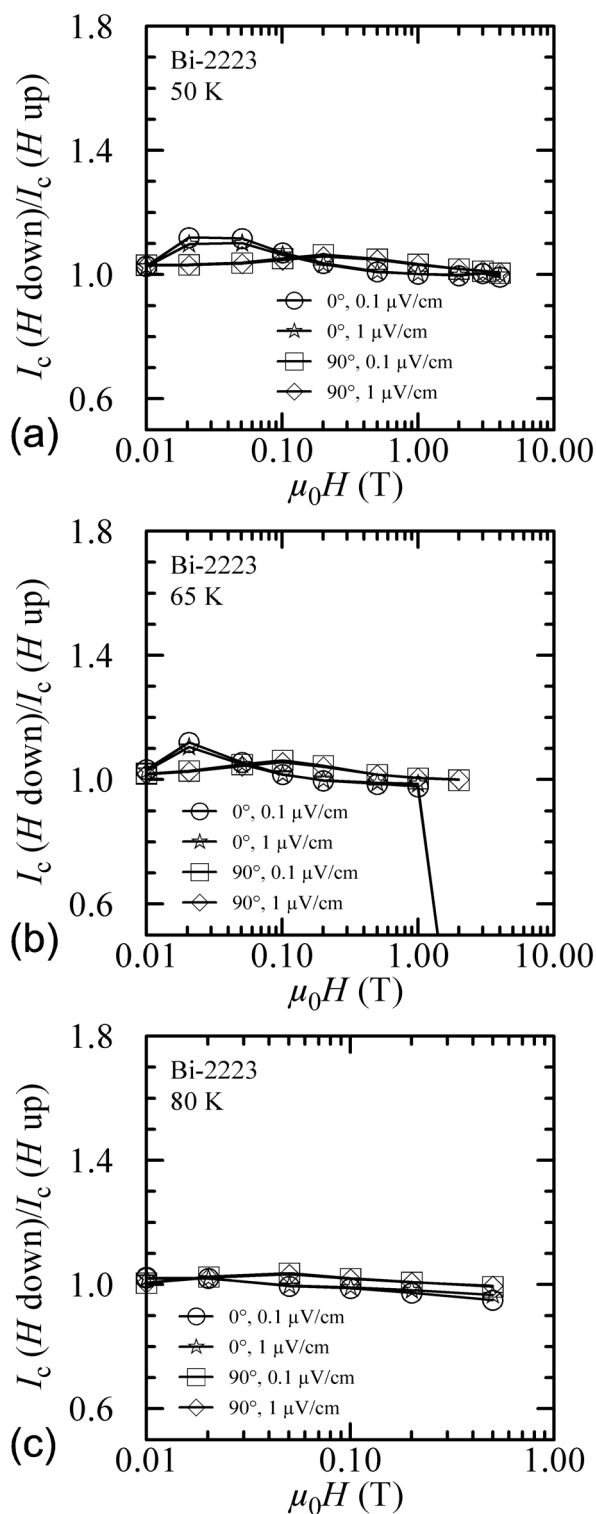 1.8
1.4
1.0
0.6
I_c (H down)/I_c (H up)
Bi-2223
50 K
0°, 0.1 µV/cm
0°, 1 µV/cm
90°, 0.1 µV/cm
90°, 1 µV/cm
(a)
0.01 0.10 1.00 10.00
µ₀H (T)
1.8
1.4
1.0
0.6
I_c (H down)/I_c (H up)
Bi-2223
65 K
0°, 0.1 µV/cm
0°, 1 µV/cm
90°, 0.1 µV/cm
90°, 1 µV/cm
(b)
0.01 0.10 1.00 10.00
µ₀H (T)
1.8
1.4
1.0
0.6
I_c (H down)/I_c (H up)
Bi-2223
80 K
0°, 0.1 µV/cm
0°, 1 µV/cm
90°, 0.1 µV/cm
90°, 1 µV/cm
(c)
0.01 0.10 1.00
µ₀H (T)